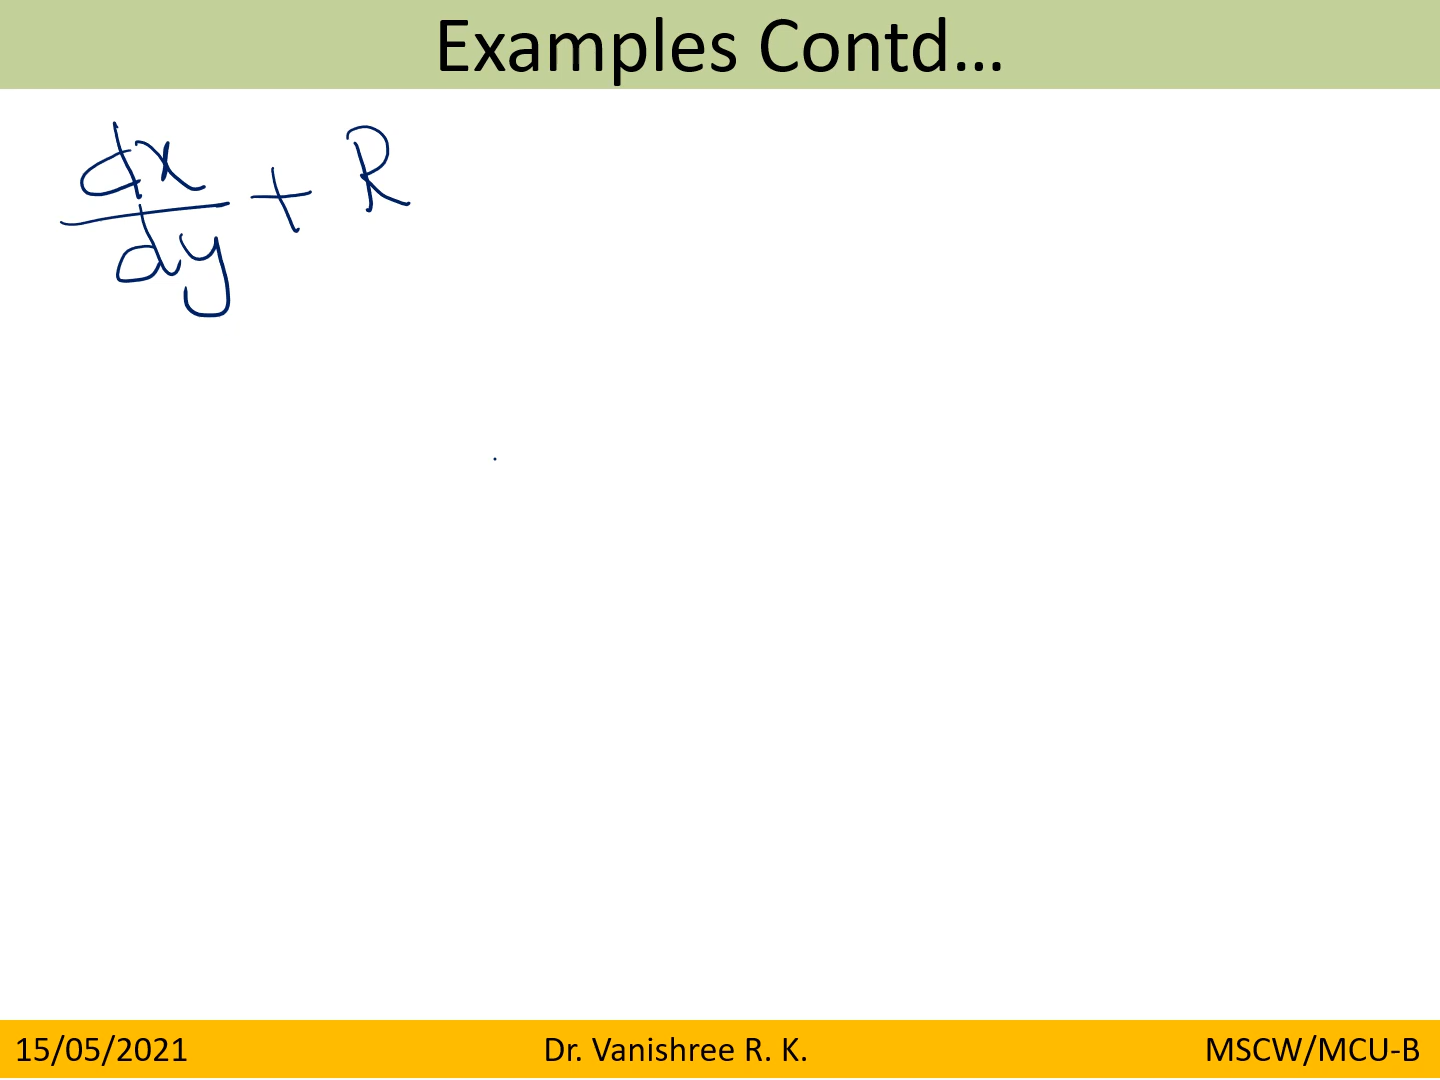 Examples Contd...
dx/dy + R
15/05/2021 Dr. Vanishree R. K. MSCW/MCU-B